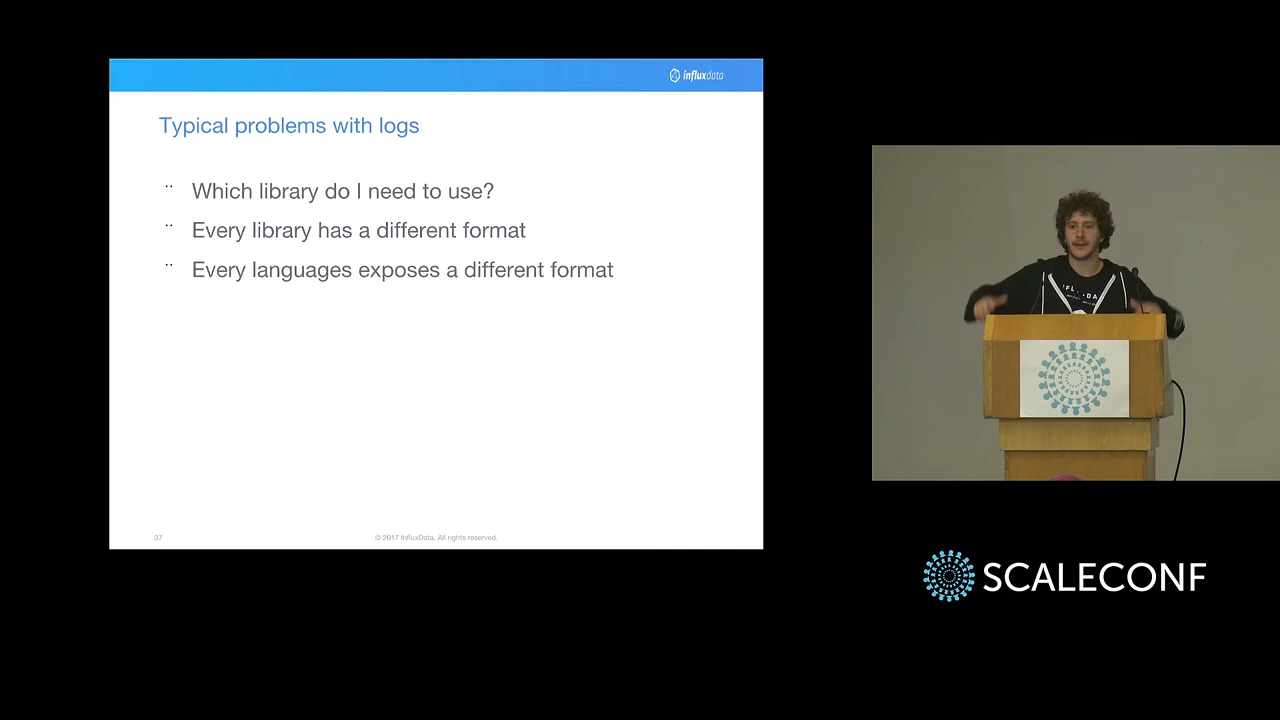 influxdata
Typical problems with logs
¨ Which library do I need to use?
¨ Every library has a different format
¨ Every languages exposes a different format
37
© 2017 InfluxData. All rights reserved.
SCALECONF